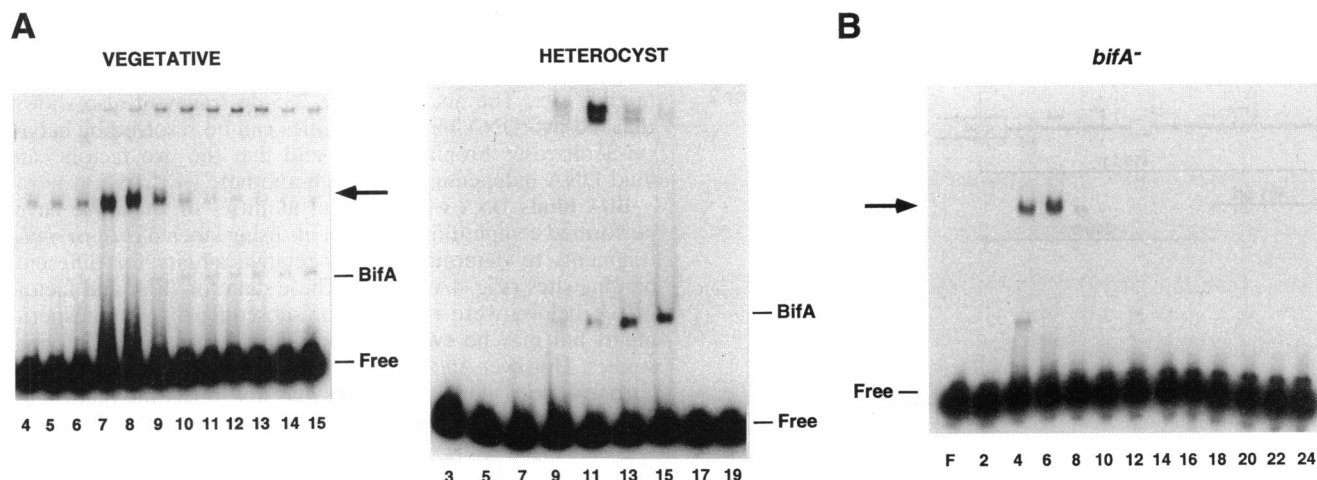 A
VEGETATIVE
BifA
Free
4 5 6 7 8 9 10 11 12 13 14 15
HETEROCYST
BifA
Free
3 5 7 9 11 13 15 17 19
B
bifA-
Free
F 2 4 6 8 10 12 14 16 18 20 22 24